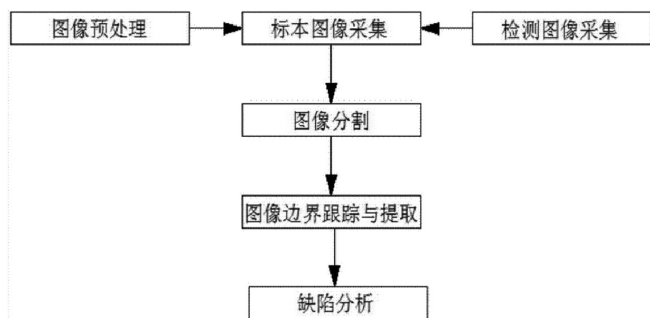 图像预处理
标本图像采集
检测图像采集
图像分割
图像边界跟踪与提取
缺陷分析